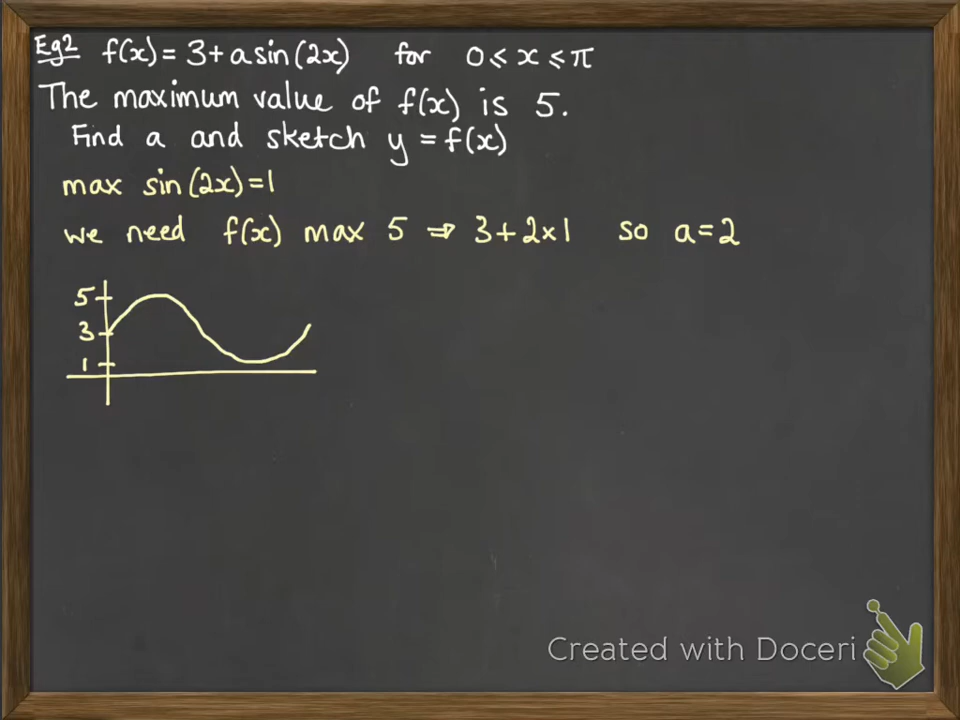 Eg2 f(x) = 3 + a sin(2x) for 0 ⩽ x ⩽ π
The maximum value of f(x) is 5.
Find a and sketch y = f(x)
max sin(2x) = 1
we need f(x) max 5 ⇒ 3 + 2 × 1 so a = 2
5
3
1
Created with Doceri